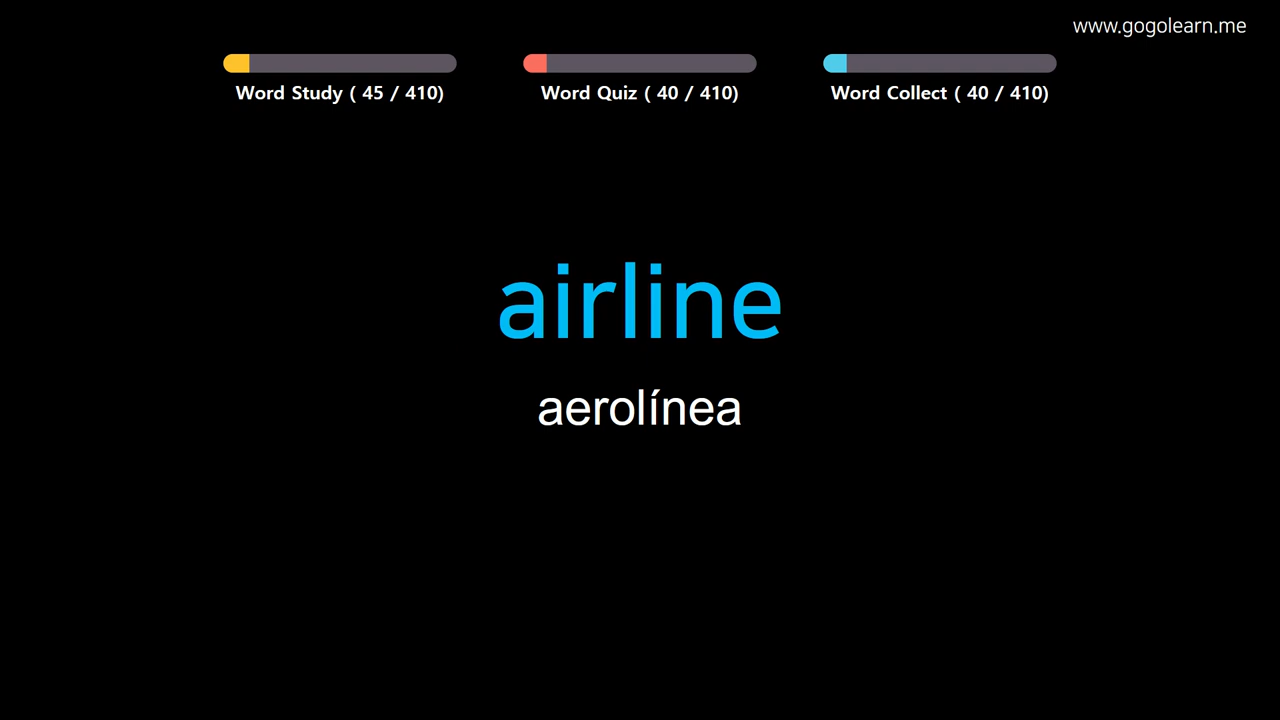 www.gogolearn.me
Word Study ( 45 / 410)
Word Quiz ( 40 / 410)
Word Collect ( 40 / 410)
airline
aerolínea